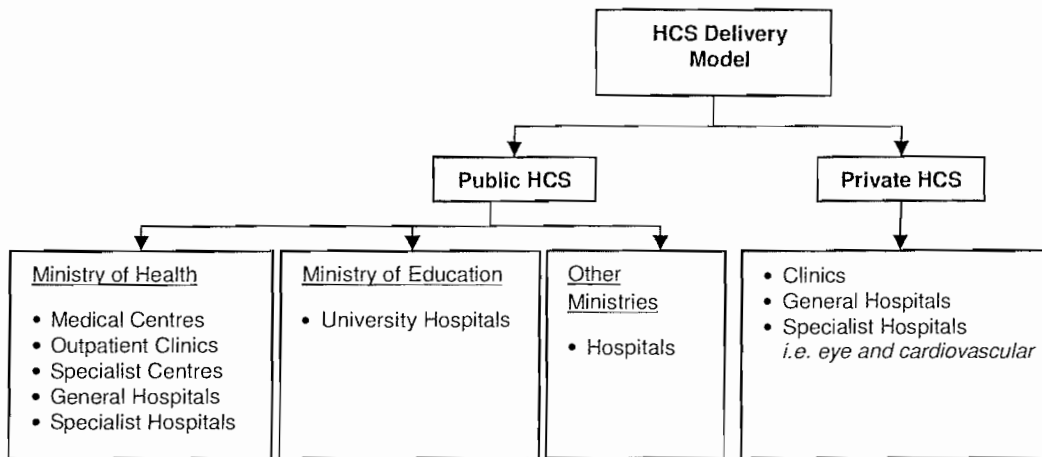 HCS Delivery
Model
Public HCS
Private HCS
Ministry of Health
• Medical Centres
• Outpatient Clinics
• Specialist Centres
• General Hospitals
• Specialist Hospitals
Ministry of Education
• University Hospitals
Other
Ministries
• Hospitals
• Clinics
• General Hospitals
• Specialist Hospitals
i.e. eye and cardiovascular